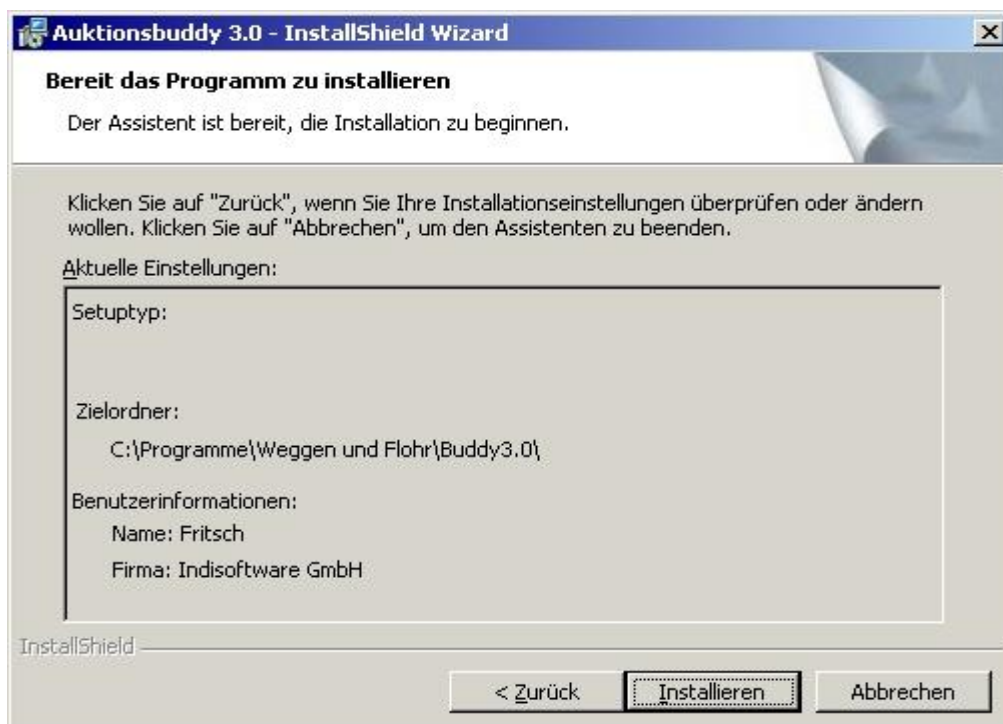 Auktionsbuddy 3.0 - InstallShield Wizard
Bereit das Programm zu installieren
Der Assistent ist bereit, die Installation zu beginnen.
Klicken Sie auf "Zurück", wenn Sie Ihre Installationseinstellungen überprüfen oder ändern
wollen. Klicken Sie auf "Abbrechen", um den Assistenten zu beenden.
Aktuelle Einstellungen:
Setuptyp:
Zielordner:
C:\Programme\Weggen und Flohr\Buddy3.0\
Benutzerinformationen:
Name: Fritsch
Firma: Indisoftware GmbH
InstallShield
< Zurück Installieren Abbrechen